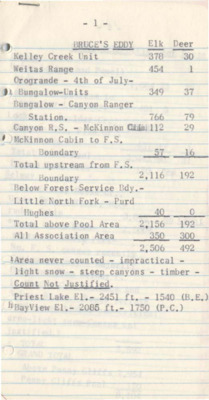 - 1 -
BRUCE'S EDDY Elk Deer
Kelley Creek Unit 378 30
Weitas Range 454 1
Orogrande - 4th of July-
Bungalow-Units 349 37
Bungalow - Canyon Ranger
Station. 766 79
Canyon R.S. - McKinnon Cabin 112 29
McKinnon Cabin to F.S.
Boundary 57 16
Total upstream from F.S.
Boundary 2,116 192
Below Forest Service Bdy.-
Little North Fork - Purd
Hughes 40 0
Total above Pool Area 2,156 192
All Association Area 350 300
2,506 492
Area never counted - impractical -
light snow - steep canyons - timber -
Count Not Justified.
Priest Lake El.- 2451 ft. - 1540 (B.E.)
BayView El.- 2085 ft.- 1750 (P.C.)